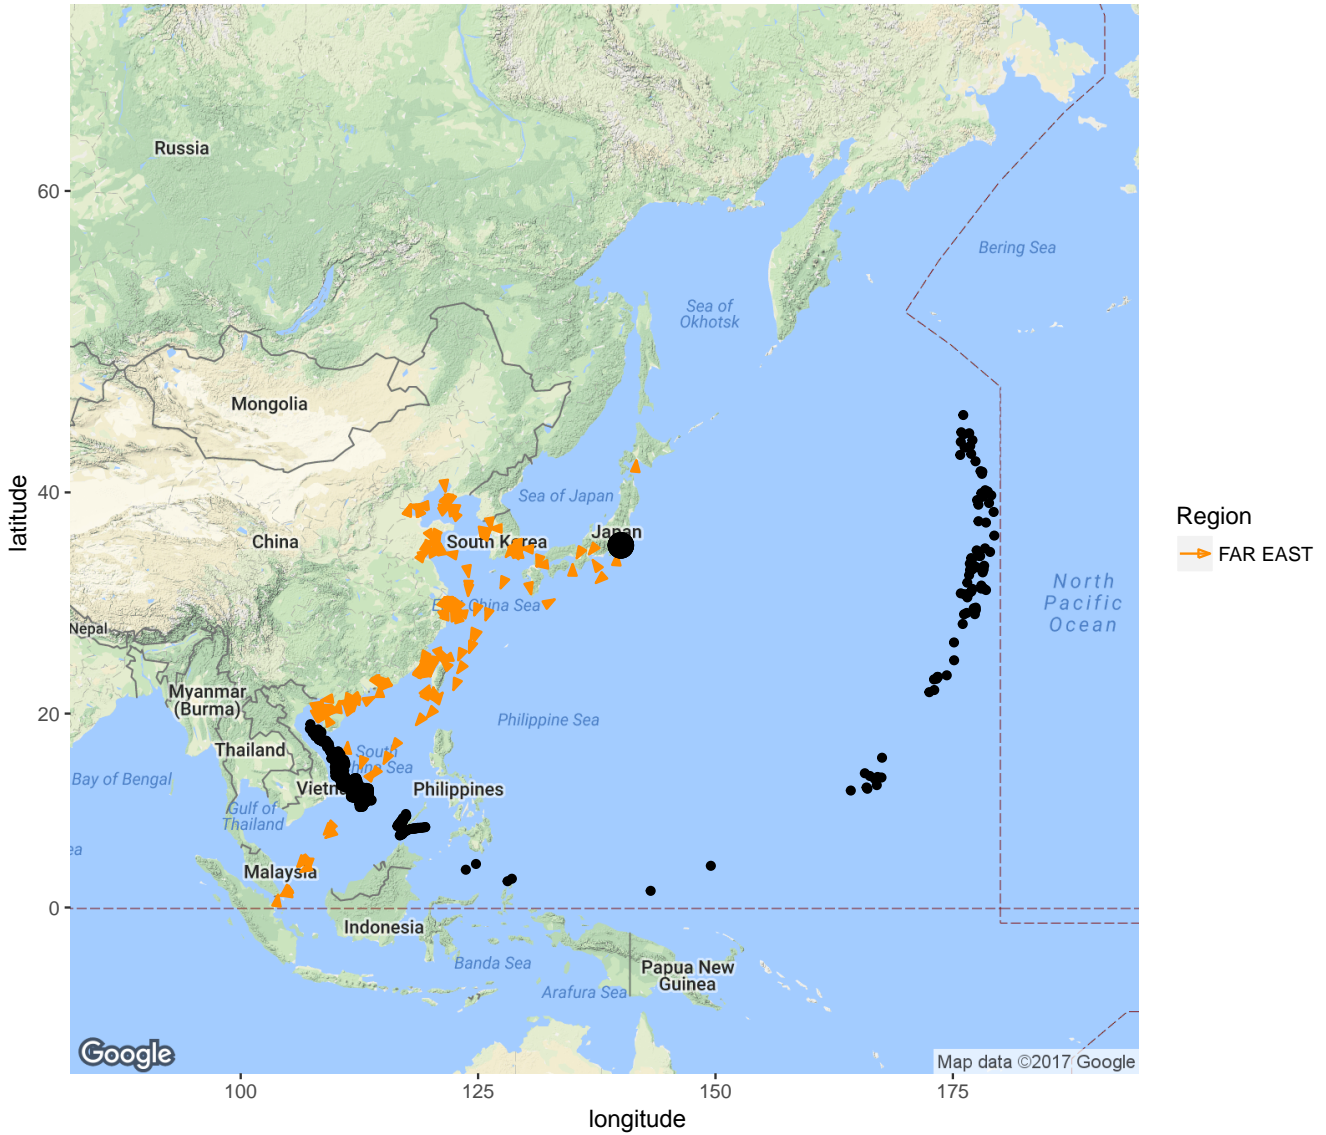 Russia
60
Bering Sea
Sea of
Okhotsk
Mongolia
40
Sea of Japan
Japan
South Korea
China
latitude
Region
FAR EAST
North
Pacific
Ocean
East China Sea
Nepal
Myanmar
(Burma)
20
Philippine Sea
Thailand
South
China Sea
Bay of Bengal
Vietn
Philippines
Gulf of
Thailand
ea
Malaysia
0
Indonesia
Banda Sea
Papua New
Guinea
Arafura Sea
Google
Map data ©2017 Google
100
125
150
175
longitude